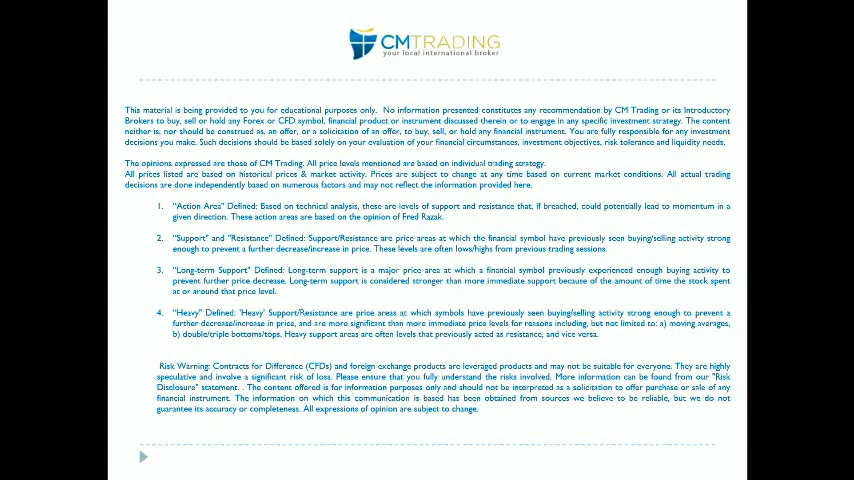 CMTRADING
your local international broker
This material is being provided to you for educational purposes only. No information presented constitutes any recommendation by CM Trading or its Introductory
Brokers to buy, sell or hold any Forex or CFD symbol, financial product or instrument discussed therein or to engage in any specific investment strategy. The content
neither is, nor should be construed as, an offer, or a solicitation of an offer, to buy, sell, or hold any financial instrument. You are fully responsible for any investment
decisions you make. Such decisions should be based solely on your evaluation of your financial circumstances, investment objectives, risk tolerance and liquidity needs.
The opinions expressed are those of CM Trading. All price levels mentioned are based on individual trading strategy.
All prices listed are based on historical prices & market activity. Prices are subject to change at any time based on current market conditions. All actual trading
decisions are done independently based on numerous factors and may not reflect the information provided here.
1. "Action Area" Defined: Based on technical analysis, these are levels of support and resistance that, if breached, could potentially lead to momentum in a
given direction. These action areas are based on the opinion of Fred Razak.
2. "Support" and "Resistance" Defined: Support/Resistance are price areas at which the financial symbol have previously seen buying/selling activity strong
enough to prevent a further decrease/increase in price. These levels are often lows/highs from previous trading sessions.
3. "Long-term Support" Defined: Long-term support is a major price area at which a financial symbol previously experienced enough buying activity to
prevent further price decrease. Long-term support is considered stronger than more immediate support because of the amount of time the stock spent
at or around that price level.
4. "Heavy" Defined: 'Heavy' Support/Resistance are price areas at which symbols have previously seen buying/selling activity strong enough to prevent a
further decrease/increase in price, and are more significant than more immediate price levels for reasons including, but not limited to: a) moving averages,
b) double/triple bottoms/tops. Heavy support areas are often levels that previously acted as resistance, and vice versa.
Risk Warning: Contracts for Difference (CFDs) and foreign exchange products are leveraged products and may not be suitable for everyone. They are highly
speculative and involve a significant risk of loss. Please ensure that you fully understand the risks involved. More information can be found from our "Risk
Disclosure" statement. . The content offered is for information purposes only and should not be interpreted as a solicitation to offer purchase or sale of any
financial instrument. The information on which this communication is based has been obtained from sources we believe to be reliable, but we do not
guarantee its accuracy or completeness. All expressions of opinion are subject to change.